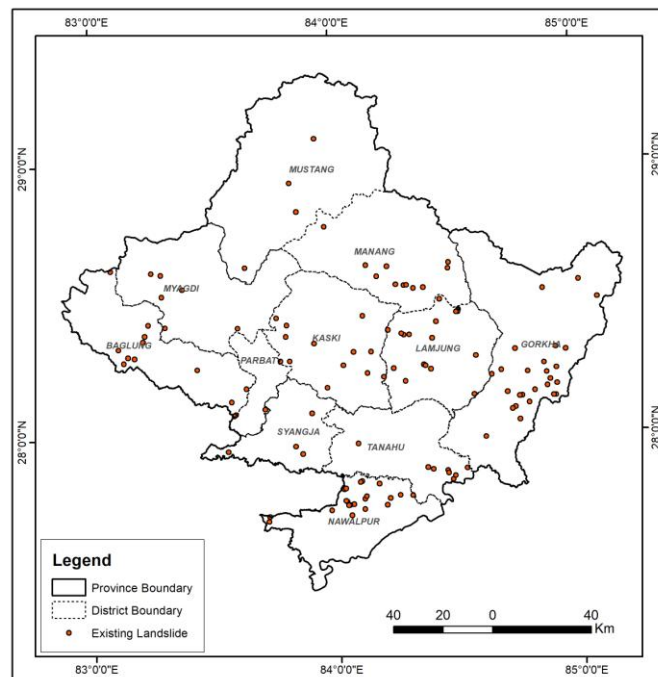 83°0'0"E 84°0'0"E 85°0'0"E
29°0'0"N 29°0'0"N
MUSTANG
MANANG
MYAGDI
KASKI
GORKHA
LAMJUNG
BAGLUNG
PARBAT
28°0'0"N 28°0'0"N
SYANGJA
TANAHU
NAWALPUR
Legend
Province Boundary
District Boundary
Existing Landslide
40 20 0 40
Km
83°0'0"E 84°0'0"E 85°0'0"E